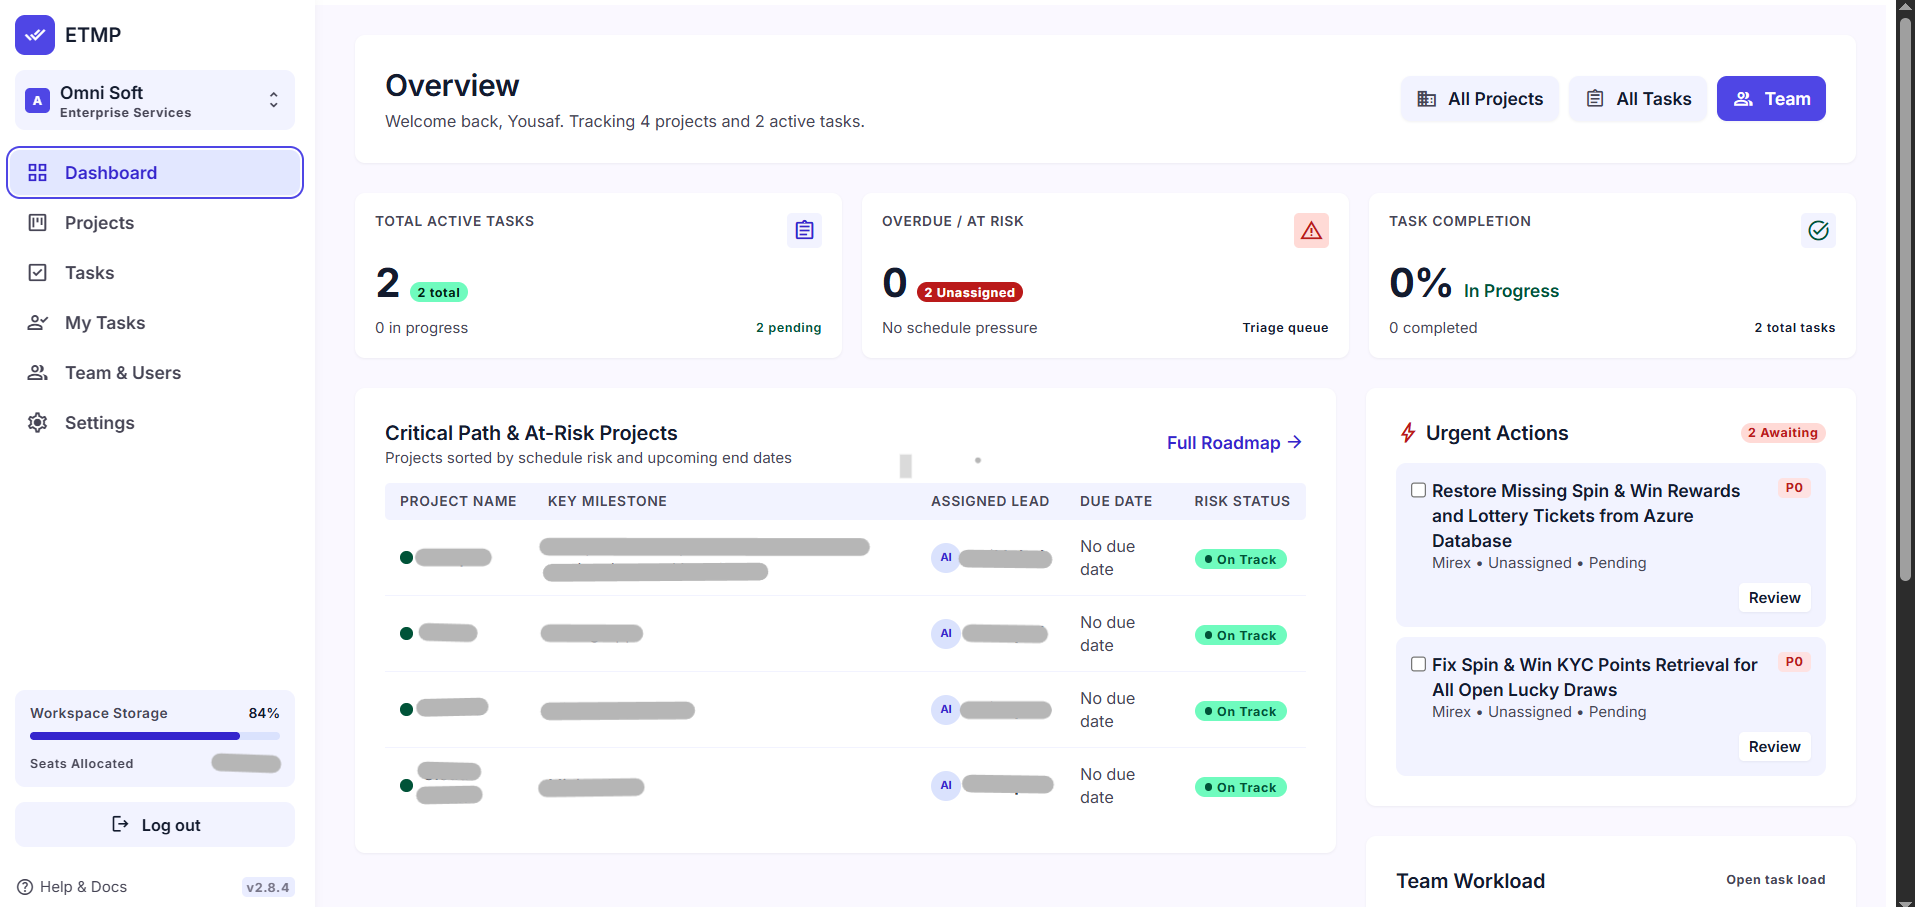 ETMP
A
Omni Soft
Enterprise Services
Dashboard
Projects
Tasks
My Tasks
Team & Users
Settings
Workspace Storage 84%
Seats Allocated
Log out
Help & Docs v2.8.4
Overview
Welcome back, Yousaf. Tracking 4 projects and 2 active tasks.
All Projects All Tasks Team
TOTAL ACTIVE TASKS
2 2 total
0 in progress 2 pending
OVERDUE / AT RISK
0 2 Unassigned
No schedule pressure Triage queue
TASK COMPLETION
0% In Progress
0 completed 2 total tasks
Critical Path & At-Risk Projects
Projects sorted by schedule risk and upcoming end dates
Full Roadmap
PROJECT NAME KEY MILESTONE ASSIGNED LEAD DUE DATE RISK STATUS
AI No due date On Track
AI No due date On Track
AI No due date On Track
AI No due date On Track
Urgent Actions 2 Awaiting
Restore Missing Spin & Win Rewards P0
and Lottery Tickets from Azure
Database
Mirex • Unassigned • Pending
Review
Fix Spin & Win KYC Points Retrieval for P0
All Open Lucky Draws
Mirex • Unassigned • Pending
Review
Team Workload Open task load